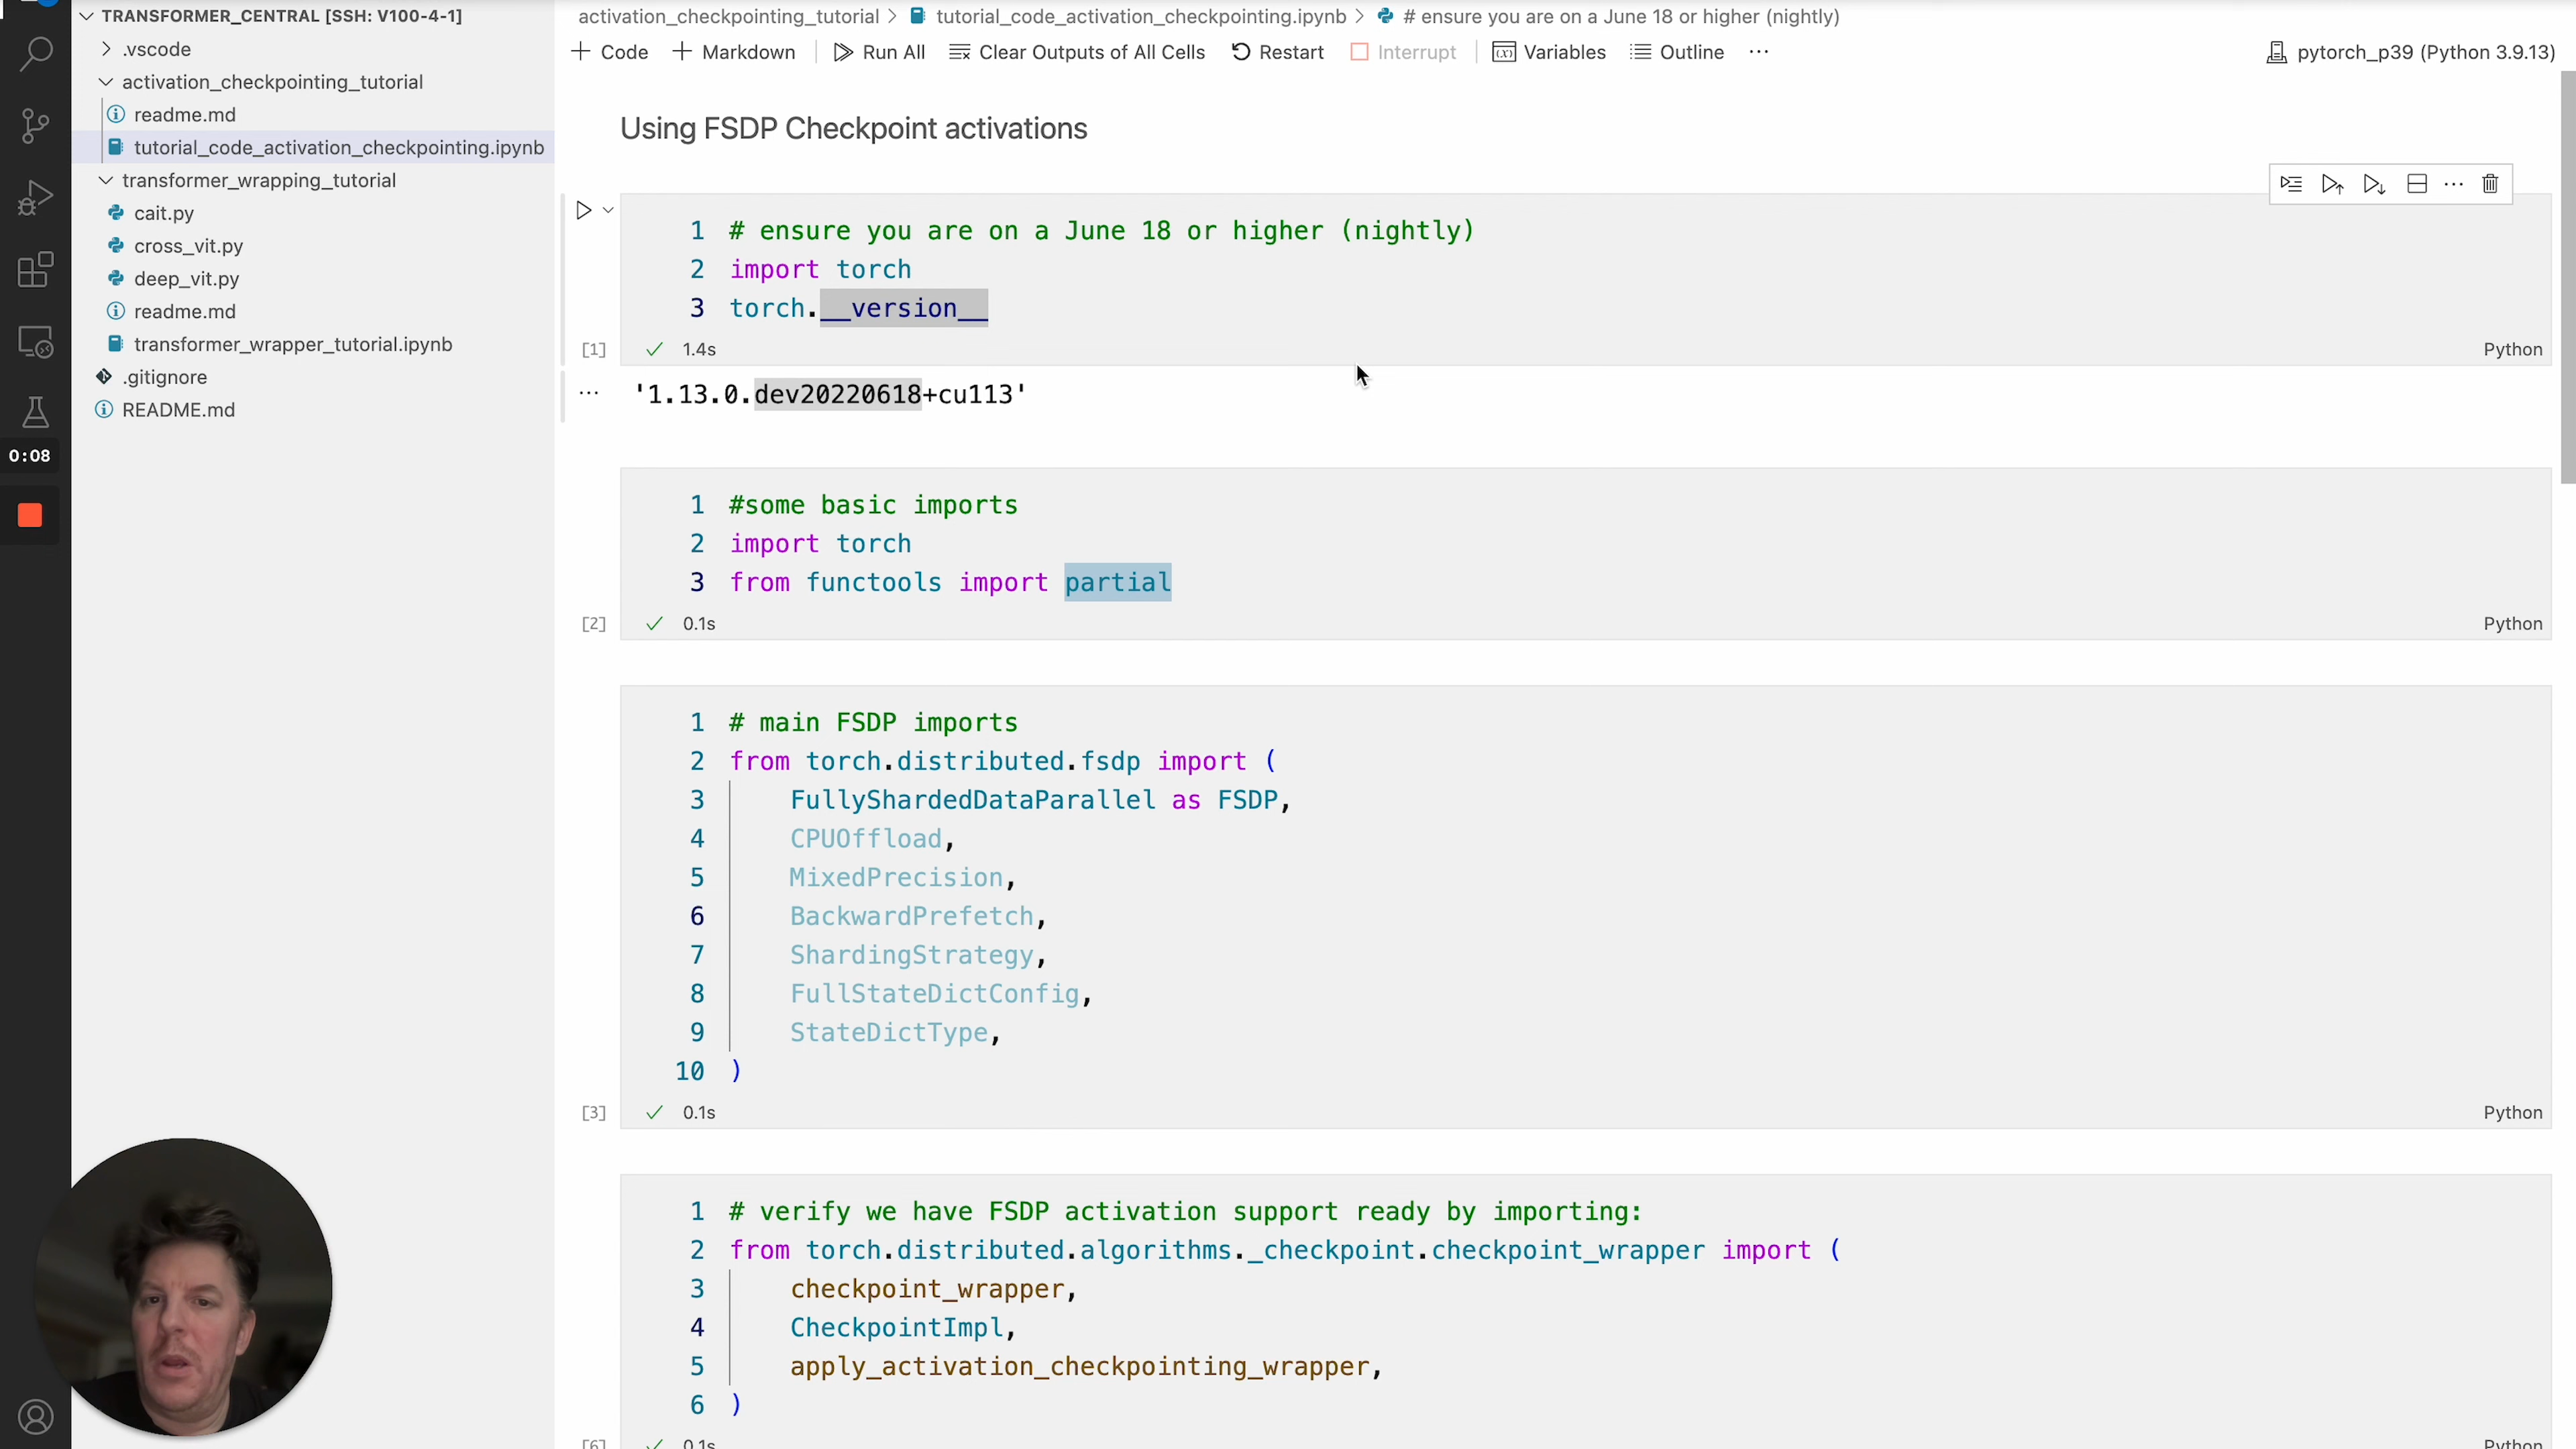 TRANSFORMER_CENTRAL [SSH: V100-4-1]
.vscode
activation_checkpointing_tutorial
readme.md
tutorial_code_activation_checkpointing.ipynb
transformer_wrapping_tutorial
cait.py
cross_vit.py
deep_vit.py
readme.md
transformer_wrapper_tutorial.ipynb
.gitignore
README.md
0:08
activation_checkpointing_tutorial > tutorial_code_activation_checkpointing.ipynb > # ensure you are on a June 18 or higher (nightly)
+ Code + Markdown Run All Clear Outputs of All Cells Restart Interrupt Variables Outline ... pytorch_p39 (Python 3.9.13)
Using FSDP Checkpoint activations
1 # ensure you are on a June 18 or higher (nightly)
2 import torch
3 torch.__version__
[1] 1.4s Python
... '1.13.0.dev20220618+cu113'
1 #some basic imports
2 import torch
3 from functools import partial
[2] 0.1s Python
1 # main FSDP imports
2 from torch.distributed.fsdp import (
3 FullyShardedDataParallel as FSDP,
4 CPUOffload,
5 MixedPrecision,
6 BackwardPrefetch,
7 ShardingStrategy,
8 FullStateDictConfig,
9 StateDictType,
10 )
[3] 0.1s Python
1 # verify we have FSDP activation support ready by importing:
2 from torch.distributed.algorithms._checkpoint.checkpoint_wrapper import (
3 checkpoint_wrapper,
4 CheckpointImpl,
5 apply_activation_checkpointing_wrapper,
6 )
[6] 0.1s Python